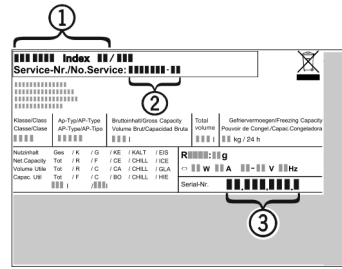 1
Index /
Service-Nr./No.Service: -
2
Klasse/Class Ap-Typ/AP-Type Bruttoinhalt/Gross Capacity Total Gefriervermoegen/Freezing Capacity
Classe/Clase AP-Type/AP-Tipo Volume Brut/Capacidad Bruta volume Pouvoir de Congel./Capac.Congeladora
l l kg / 24 h
Nutzinhalt Ges / K / G / KE / KALT / EIS
Net.Capacity Tot / R / F / CE / CHILL / ICE
Volume Utile Tot / R / C / CA / CHILL / GLA
Capac. Util Tot / F / C / BO / CHILL / HIE
l / l
R : g
W A - V Hz
Serial-Nr. . . .
3